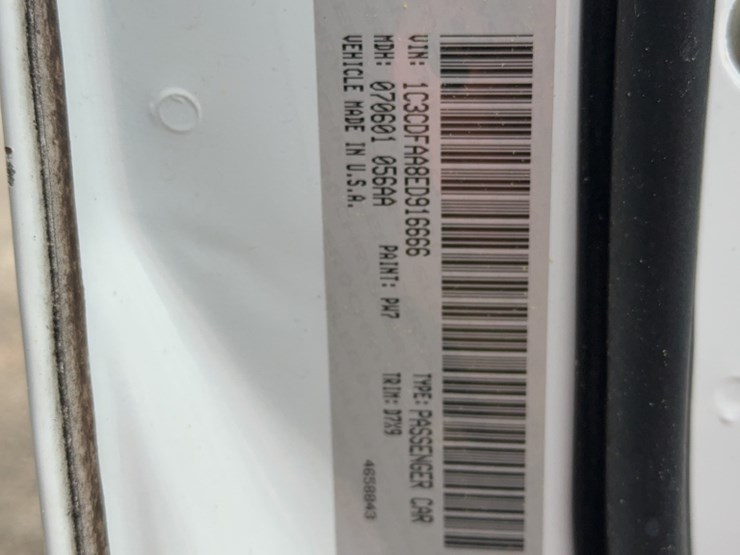 VIN: 1C3CDFAA8ED916666 TYPE: PASSENGER CAR
MDH: 070601 056AA PAINT: PW7 TRIM: D7X9
VEHICLE MADE IN U.S.A. 4658843